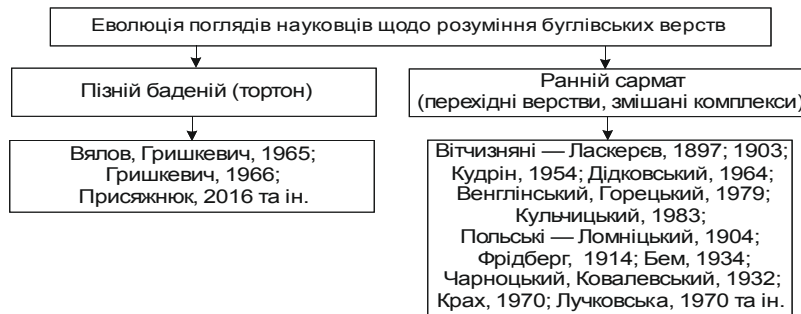 Еволюція поглядів науковців щодо розуміння буглівських верств
Пізній баденій (тортон)
Вялов, Гришкевич, 1965;
Гришкевич, 1966;
Присяжнюк, 2016 та ін.
Ранній сармат
(перехідні верстви, змішані комплекси)
Вітчизняні — Ласкерєв, 1897; 1903;
Кудрін, 1954; Дідковський, 1964;
Венглінський, Горецький, 1979;
Кульчицький, 1983;
Польські — Ломніцький, 1904;
Фрідберг, 1914; Бем, 1934;
Чарноцький, Ковалевський, 1932;
Крах, 1970; Лучковська, 1970 та ін.